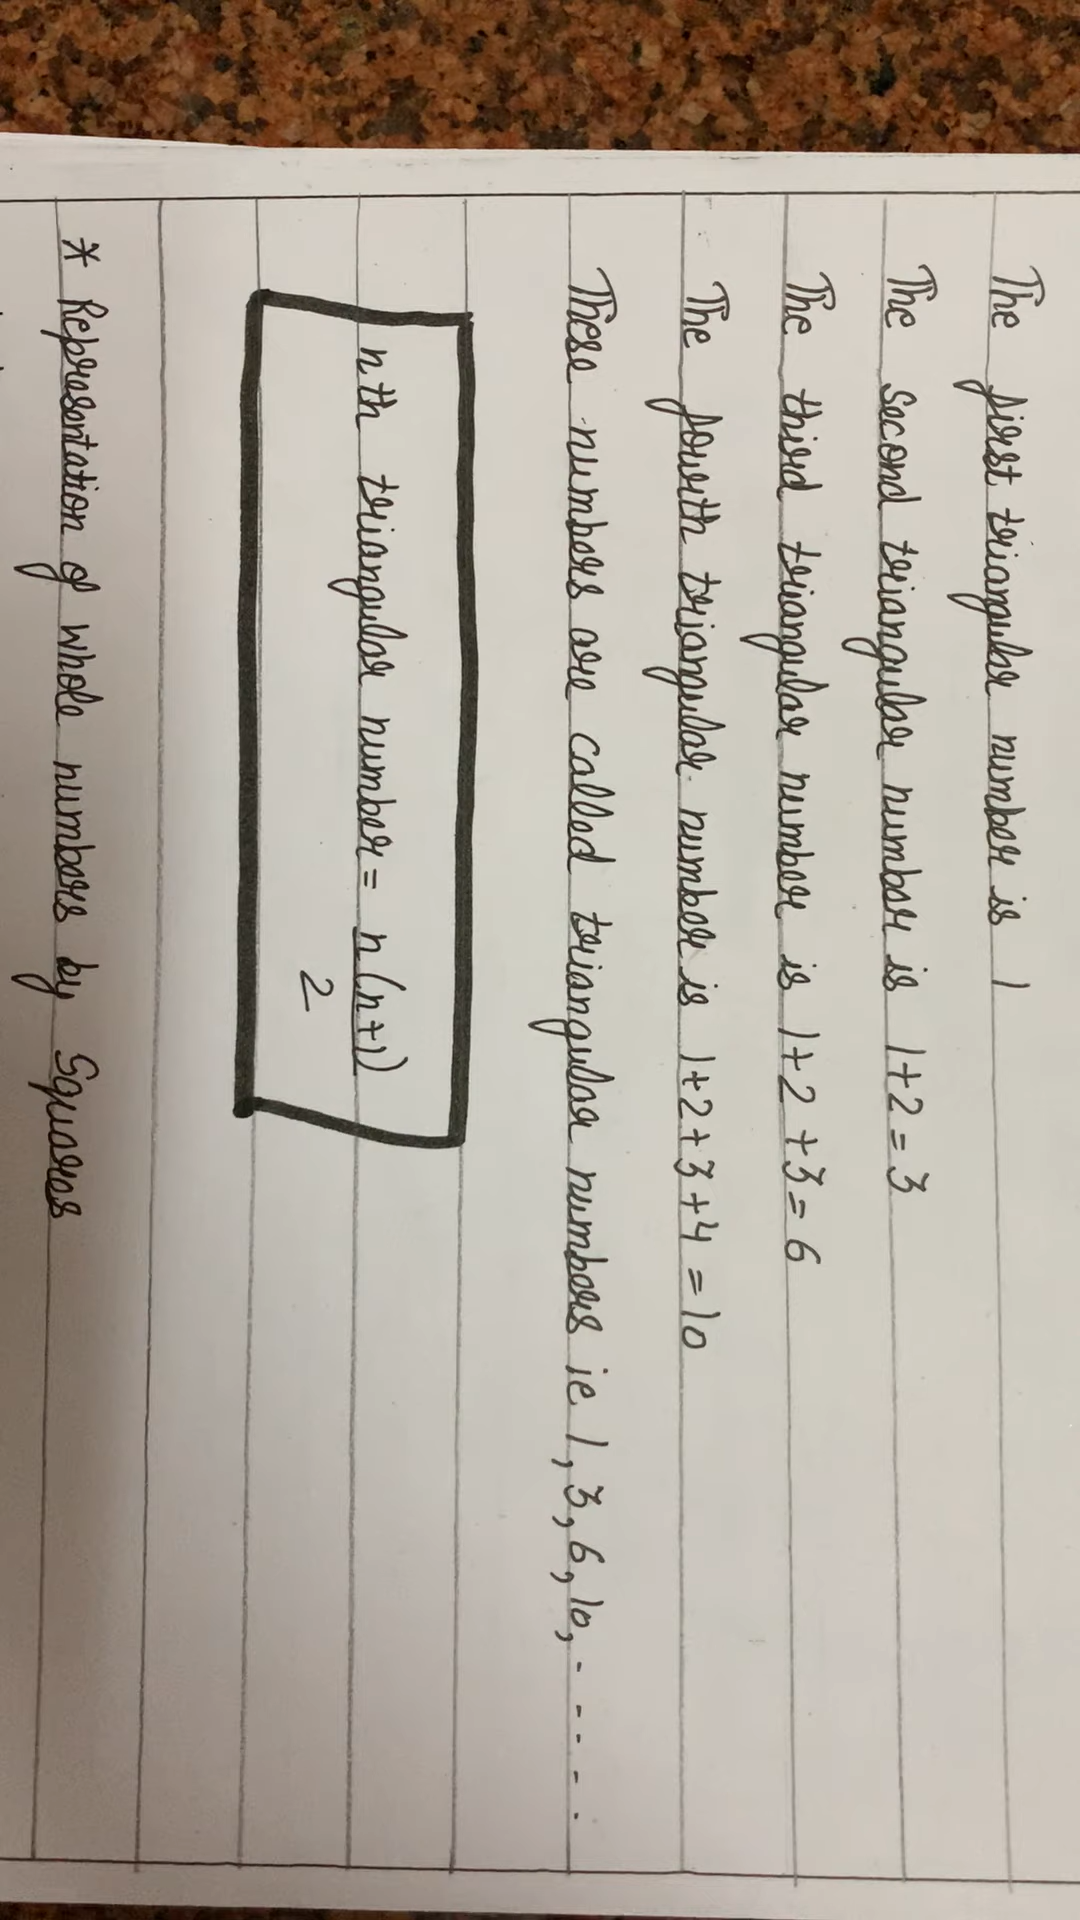 The first triangular number is 1
The second triangular number is 1+2=3
The third triangular number is 1+2+3=6
The fourth triangular number is 1+2+3+4=10
These numbers are called triangular numbers ie 1,3,6,10,-----
nth triangular number = n(n+1)
2
* Representation of whole numbers by Squares